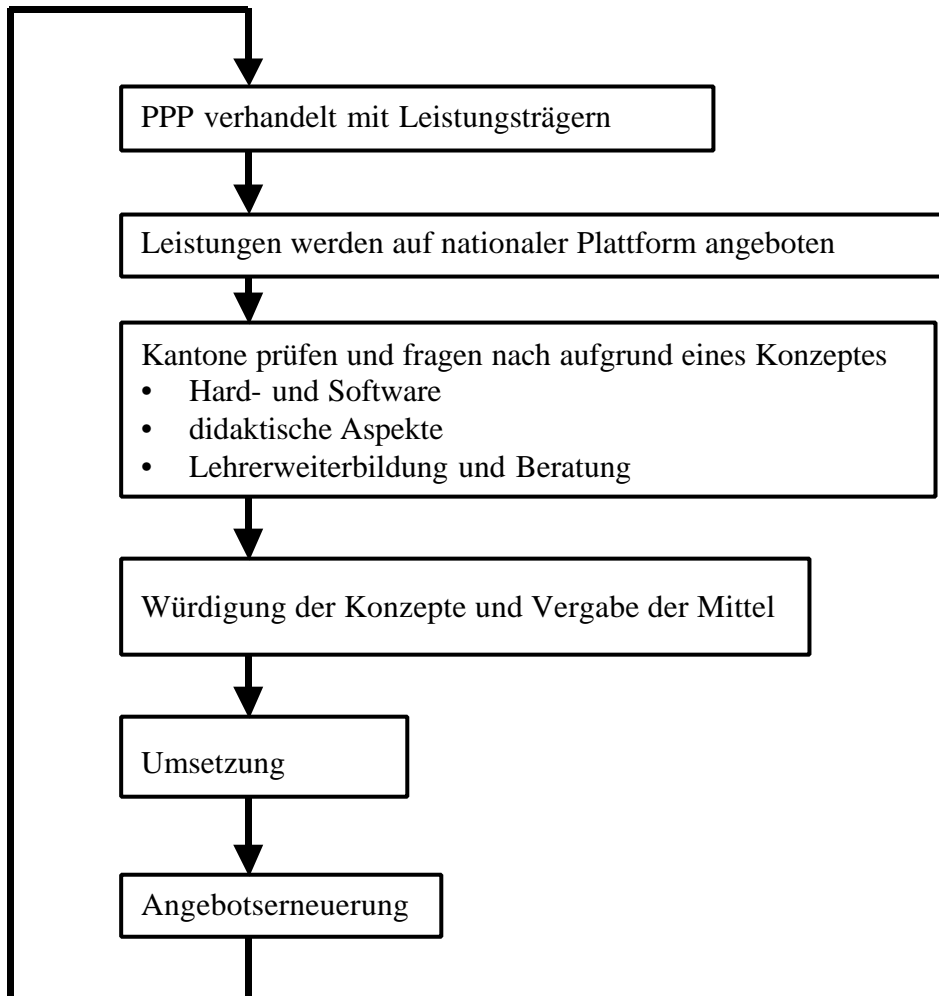 PPP verhandelt mit Leistungsträgern
Leistungen werden auf nationaler Plattform angeboten
Kantone prüfen und fragen nach aufgrund eines Konzeptes
• Hard- und Software
• didaktische Aspekte
• Lehrerweiterbildung und Beratung
Würdigung der Konzepte und Vergabe der Mittel
Umsetzung
Angebotserneuerung